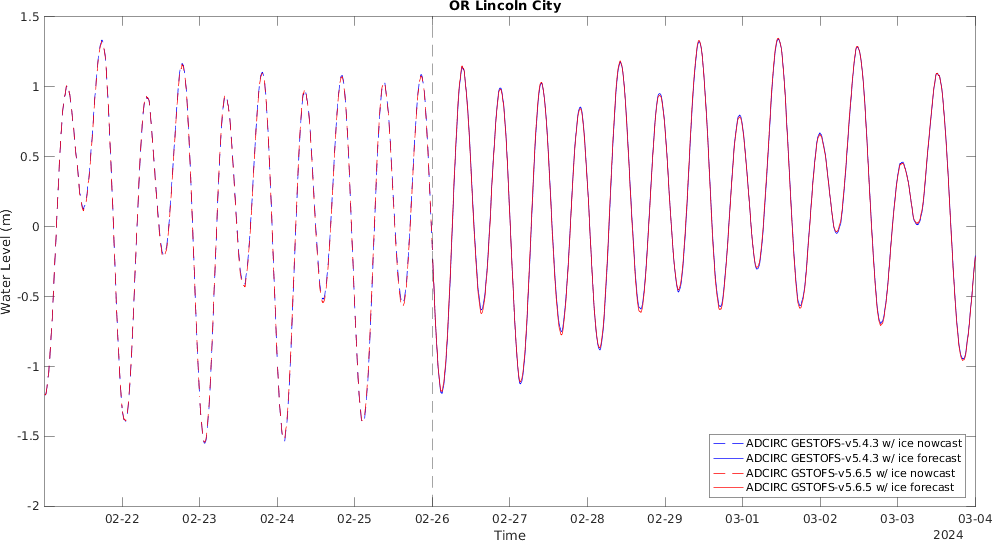 OR Lincoln City
1.5
1
0.5
0
-0.5
-1
-1.5
-2
Water Level (m)
ADCIRC GESTOFS-v5.4.3 w/ ice nowcast
ADCIRC GESTOFS-v5.4.3 w/ ice forecast
ADCIRC GSTOFS-v5.6.5 w/ ice nowcast
ADCIRC GSTOFS-v5.6.5 w/ ice forecast
02-22 02-23 02-24 02-25 02-26 02-27 02-28 02-29 03-01 03-02 03-03 03-04
Time
2024